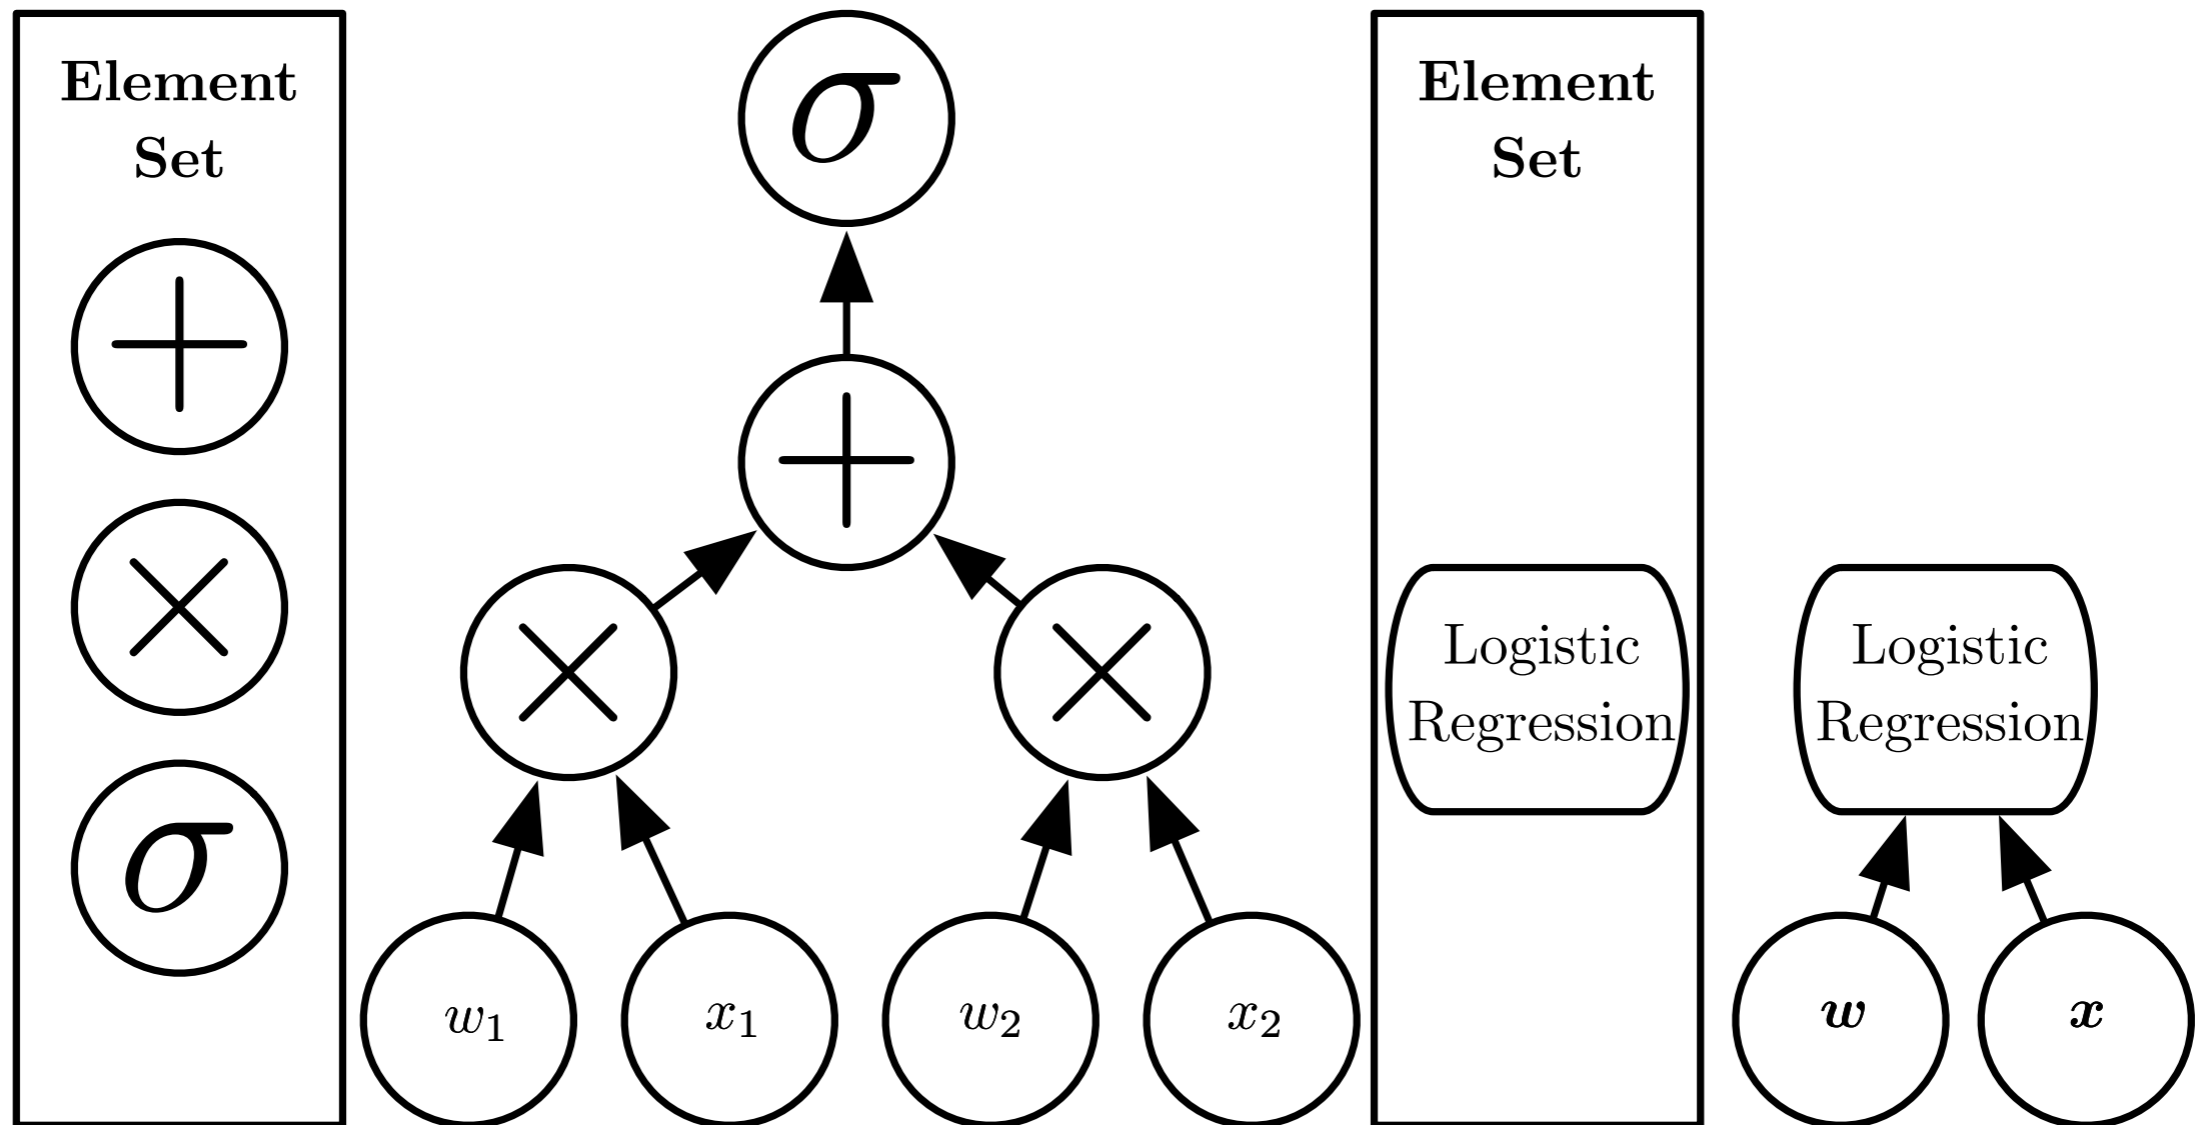 Element
Set
+
×
σ
σ
+
×
×
w₁
x₁
w₂
x₂
Element
Set
Logistic
Regression
Logistic
Regression
w
x